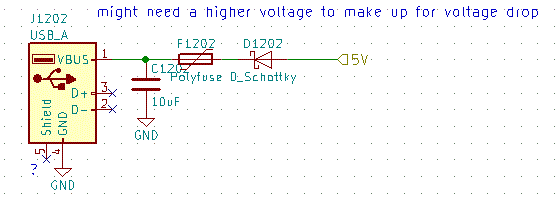 might need a higher voltage to make up for voltage drop
J1202
USB_A
VBUS
1
F1202
D1202
5V
C1202
Polyfuse
D_Schottky
D+
3
10uF
D-
2
Shield
GND
5
4
GND
?
GND